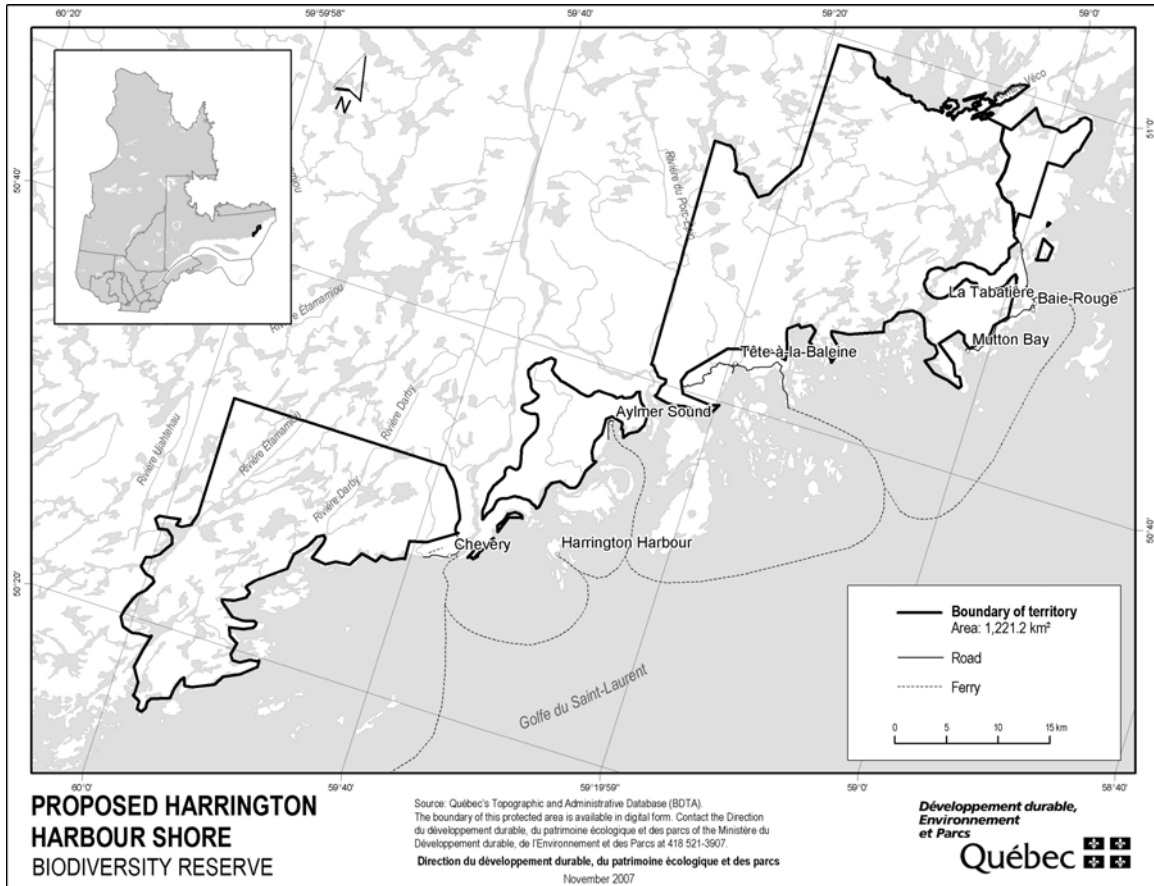 60°20'
59°59'58"
59°40'
59°20'
59°0'
50°40'
51°0'
N
Véco
Rivière du Porc-Épic
Rivière Étamamiou
La Tabatière
Baie-Rouge
Mutton Bay
Tête-à-la-Baleine
Aylmer Sound
Rivière Darby
Rivière Étamamiou
Rivière Darby
Chevery
Harrington Harbour
50°20'
50°40'
Golfe du Saint-Laurent
Boundary of territory
Area: 1,221.2 km²
Road
Ferry
0 5 10 15 km
60°0'
59°40'
59°19'59"
59°0'
58°40'
PROPOSED HARRINGTON
HARBOUR SHORE
BIODIVERSITY RESERVE
Source: Québec's Topographic and Administrative Database (BDTA).
The boundary of this protected area is available in digital form. Contact the Direction
du développement durable, du patrimoine écologique et des parcs of the Ministère du
Développement durable, de l'Environnement et des Parcs at 418 521-3907.
Direction du développement durable, du patrimoine écologique et des parcs
November 2007
Développement durable,
Environnement
et Parcs
Québec